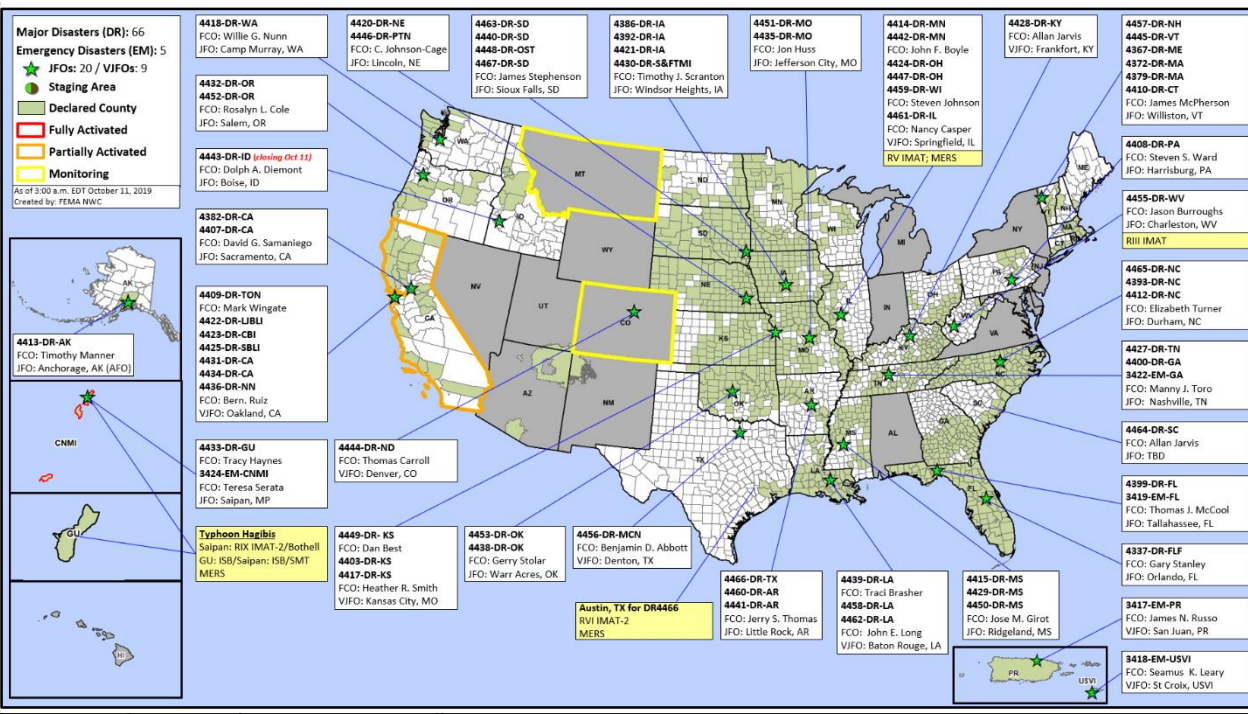 Major Disasters (DR): 66
Emergency Disasters (EM): 5
JFOs: 20 / VJFOs: 9
Staging Area
Declared County
Fully Activated
Partially Activated
Monitoring
As of 3:00 a.m. EDT October 11, 2019
Created by: FEMA NWC
4418-DR-WA
FCO: Willie G. Nunn
JFO: Camp Murray, WA
4420-DR-NE
4446-DR-PTN
FCO: C. Johnson-Cage
JFO: Lincoln, NE
4463-DR-SD
4440-DR-SD
4448-DR-OST
4467-DR-SD
FCO: James Stephenson
JFO: Sioux Falls, SD
4386-DR-IA
4392-DR-IA
4421-DR-IA
4430-DR-S&FTMI
FCO: Timothy J. Scranton
JFO: Windsor Heights, IA
4451-DR-MO
4435-DR-MO
FCO: Jon Huss
JFO: Jefferson City, MO
4414-DR-MN
4442-DR-MN
FCO: John F. Boyle
4424-DR-OH
4447-DR-OH
4459-DR-WI
FCO: Steven Johnson
4461-DR-IL
FCO: Nancy Casper
VJFO: Springfield, IL
RV IMAT; MERS
4428-DR-KY
FCO: Allan Jarvis
VJFO: Frankfort, KY
4457-DR-NH
4445-DR-VT
4367-DR-ME
4372-DR-MA
4379-DR-MA
4410-DR-CT
FCO: James McPherson
JFO: Williston, VT
4432-DR-OR
4452-DR-OR
FCO: Rosalyn L. Cole
JFO: Salem, OR
4443-DR-ID (closing Oct 11)
FCO: Dolph A. Diemont
JFO: Boise, ID
4382-DR-CA
4407-DR-CA
FCO: David G. Samaniego
JFO: Sacramento, CA
4409-DR-TON
FCO: Mark Wingate
4422-DR-LJBLI
4423-DR-CBI
4425-DR-SBLI
4431-DR-CA
4434-DR-CA
4436-DR-NN
FCO: Bern. Ruiz
VJFO: Oakland, CA
4408-DR-PA
FCO: Steven S. Ward
JFO: Harrisburg, PA
4455-DR-WV
FCO: Jason Burroughs
JFO: Charleston, WV
RIII IMAT
4465-DR-NC
4393-DR-NC
4412-DR-NC
FCO: Elizabeth Turner
JFO: Durham, NC
4427-DR-TN
4400-DR-GA
3422-EM-GA
FCO: Manny J. Toro
JFO: Nashville, TN
4464-DR-SC
FCO: Allan Jarvis
JFO: TBD
4399-DR-FL
3419-EM-FL
FCO: Thomas J. McCool
JFO: Tallahassee, FL
4337-DR-FLF
FCO: Gary Stanley
JFO: Orlando, FL
3417-EM-PR
FCO: James N. Russo
VJFO: San Juan, PR
3418-EM-USVI
FCO: Seamus K. Leary
VJFO: St Croix, USVI
AK
4413-DR-AK
FCO: Timothy Manner
JFO: Anchorage, AK (AFO)
CNMI
GU
HI
4433-DR-GU
FCO: Tracy Haynes
3424-EM-CNMI
FCO: Teresa Serata
JFO: Saipan, MP
Typhoon Hagibis
Saipan: RIX IMAT-2/Bothell
GU: ISB/Saipan: ISB/SMT
MERS
4444-DR-ND
FCO: Thomas Carroll
VJFO: Denver, CO
4449-DR- KS
FCO: Dan Best
4403-DR-KS
4417-DR-KS
FCO: Heather R. Smith
VJFO: Kansas City, MO
4453-DR-OK
4438-DR-OK
FCO: Gerry Stolar
JFO: Warr Acres, OK
4456-DR-MCN
FCO: Benjamin D. Abbott
VJFO: Denton, TX
Austin, TX for DR4466
RVI IMAT-2
MERS
4466-DR-TX
4460-DR-AR
4441-DR-AR
FCO: Jerry S. Thomas
JFO: Little Rock, AR
4439-DR-LA
FCO: Traci Brasher
4458-DR-LA
4462-DR-LA
FCO: John E. Long
VJFO: Baton Rouge, LA
4415-DR-MS
4429-DR-MS
4450-DR-MS
FCO: Jose M. Girot
JFO: Ridgeland, MS
WA
OR
ID
MT
WY
NV
UT
CA
AZ
NM
CO
ND
SD
NE
KS
OK
TX
MN
IA
MO
AR
LA
WI
IL
MI
IN
OH
KY
TN
MS
AL
GA
FL
SC
NC
VA
WV
PA
NY
NJ
CT
MA
VT
NH
ME
PR
USVI